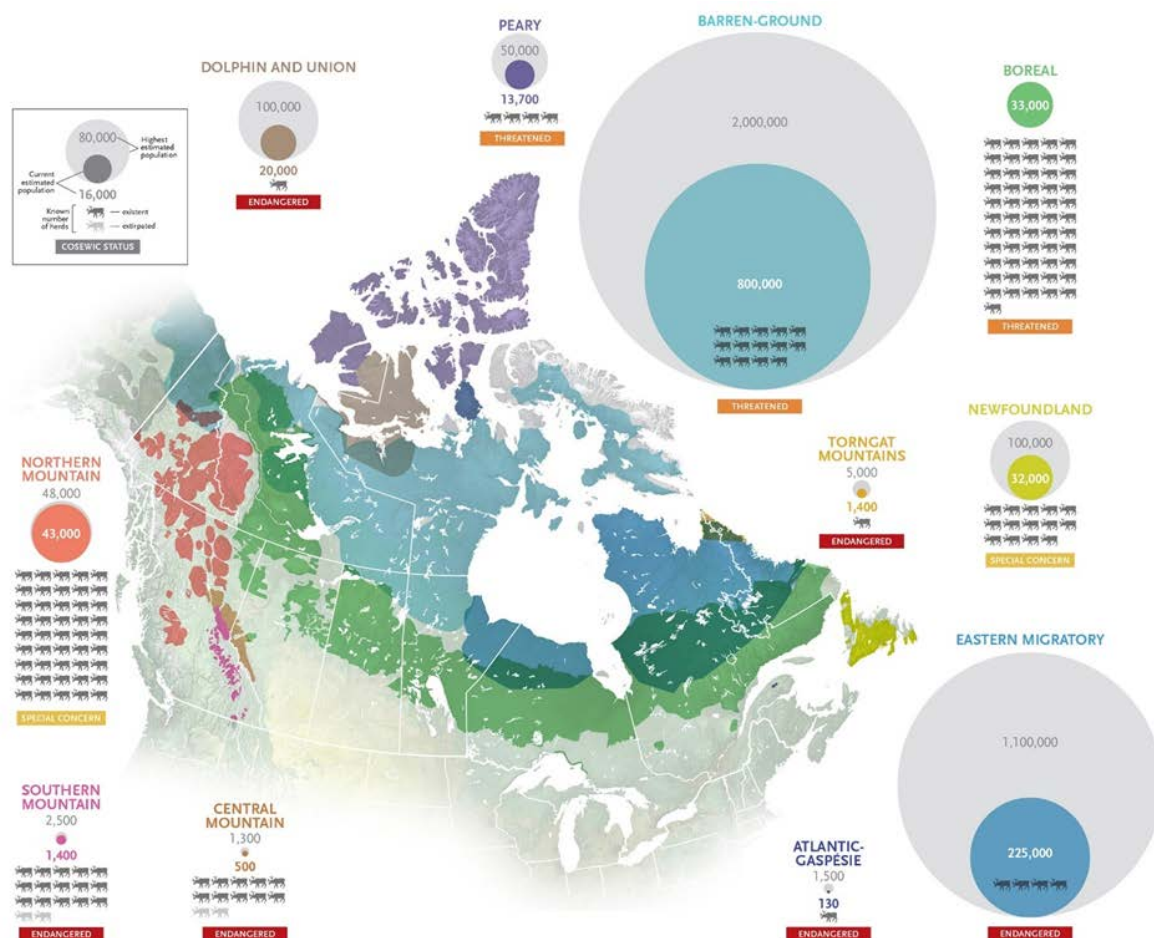 PEARY
50,000
13,700
THREATENED
BARREN-GROUND
2,000,000
800,000
THREATENED
DOLPHIN AND UNION
100,000
20,000
ENDANGERED
BOREAL
33,000
THREATENED
80,000
Highest
estimated
population
Current
estimated
population
16,000
Known
number
of herds
existent
extirpated
COSEWIC STATUS
NEWFOUNDLAND
100,000
32,000
SPECIAL CONCERN
TORNGAT
MOUNTAINS
5,000
1,400
ENDANGERED
NORTHERN
MOUNTAIN
48,000
43,000
SPECIAL CONCERN
EASTERN MIGRATORY
1,100,000
225,000
ENDANGERED
SOUTHERN
MOUNTAIN
2,500
1,400
ENDANGERED
CENTRAL
MOUNTAIN
1,300
500
ENDANGERED
ATLANTIC-
GASPÉSIE
1,500
130
ENDANGERED